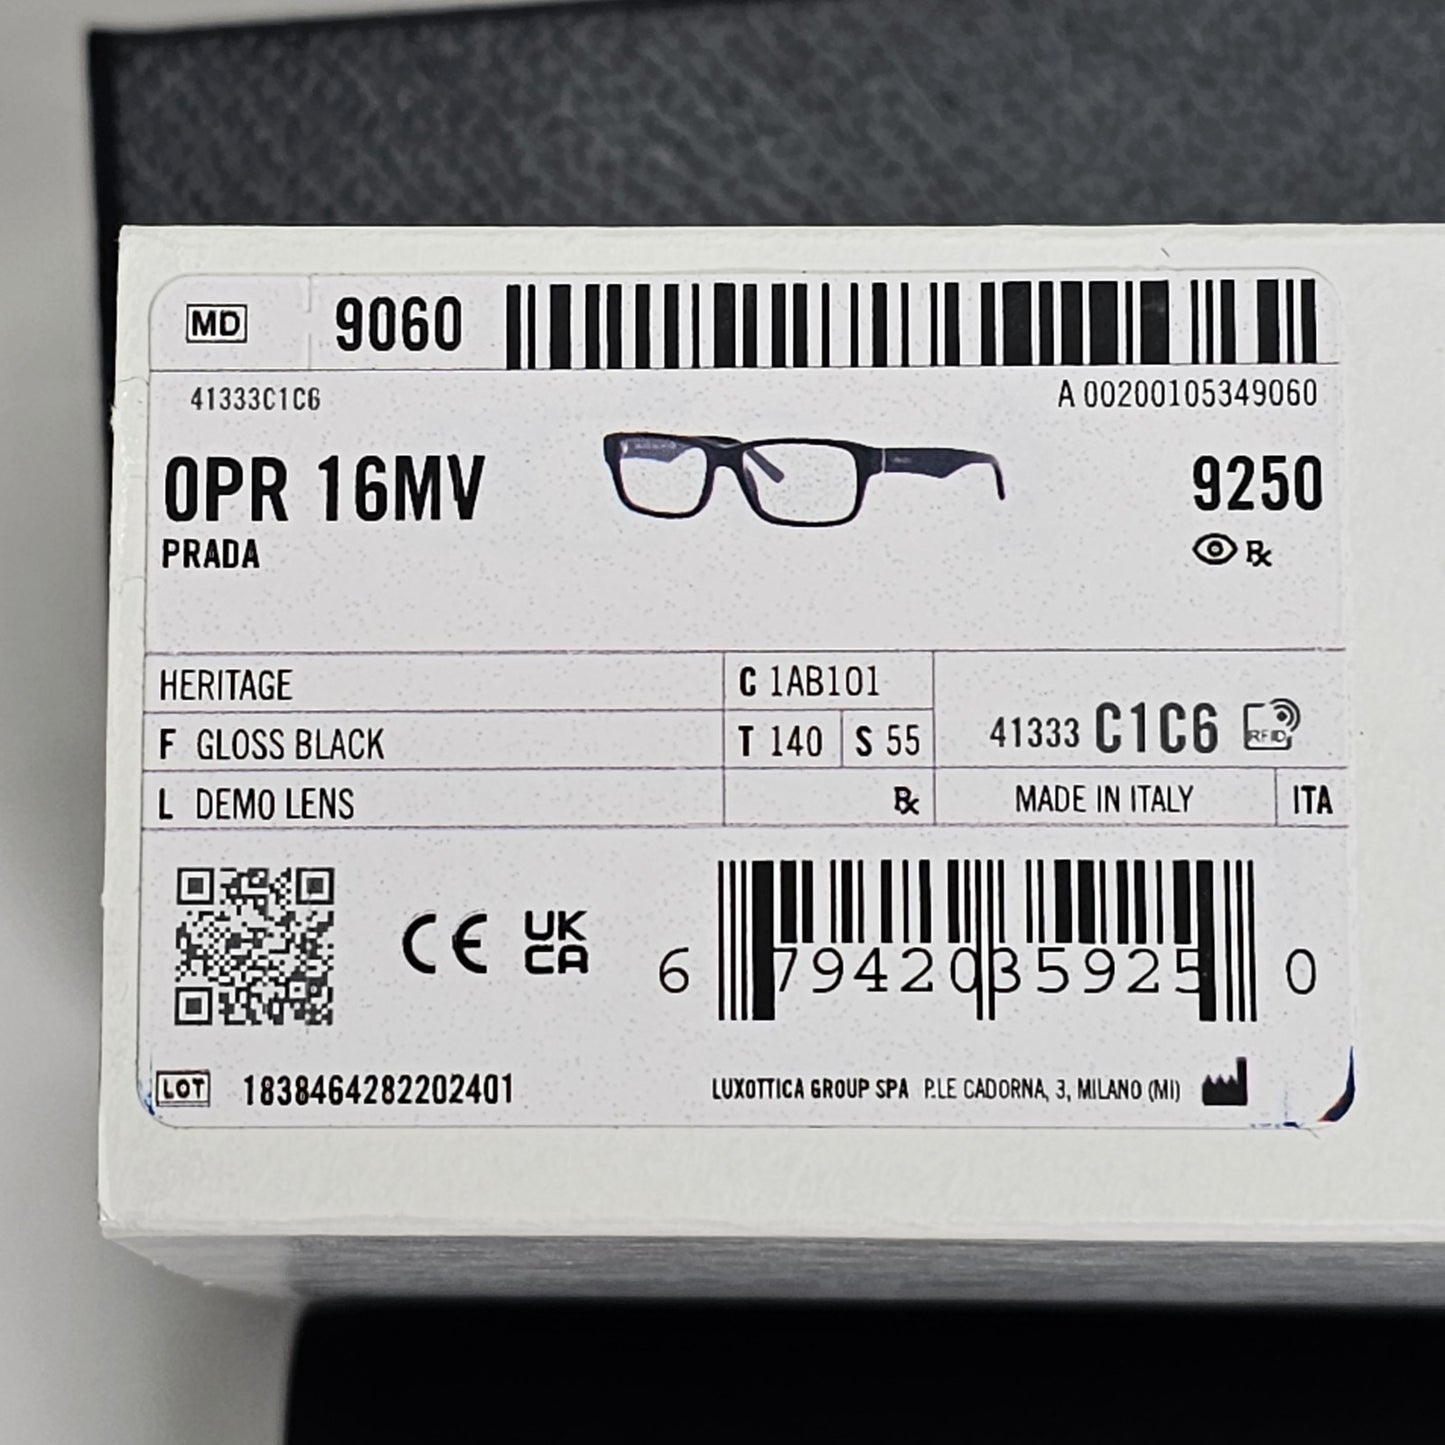 MD 9060
41333C1C6 A 00200105349060
0PR 16MV 9250
PRADA ℞
HERITAGE C 1AB101
41333 C1C6 RFID
F GLOSS BLACK T 140 S 55
L DEMO LENS ℞ MADE IN ITALY ITA
CE UK
CA
6 794203 59250
LOT 1838464282202401 LUXOTTICA GROUP SPA P.LE CADORNA, 3, MILANO (MI)